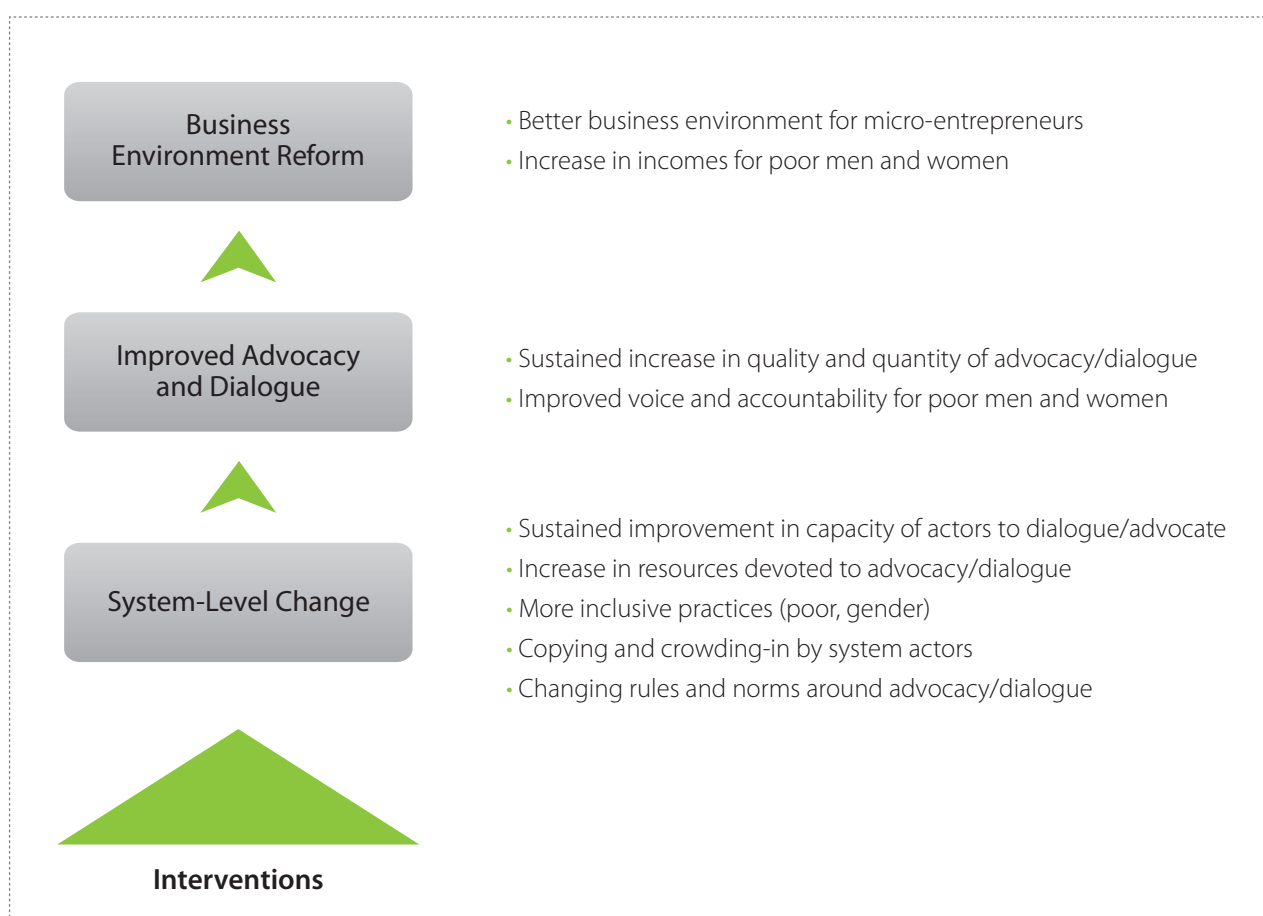 Business
Environment Reform
• Better business environment for micro-entrepreneurs
• Increase in incomes for poor men and women
Improved Advocacy
and Dialogue
• Sustained increase in quality and quantity of advocacy/dialogue
• Improved voice and accountability for poor men and women
System-Level Change
• Sustained improvement in capacity of actors to dialogue/advocate
• Increase in resources devoted to advocacy/dialogue
• More inclusive practices (poor, gender)
• Copying and crowding-in by system actors
• Changing rules and norms around advocacy/dialogue
Interventions